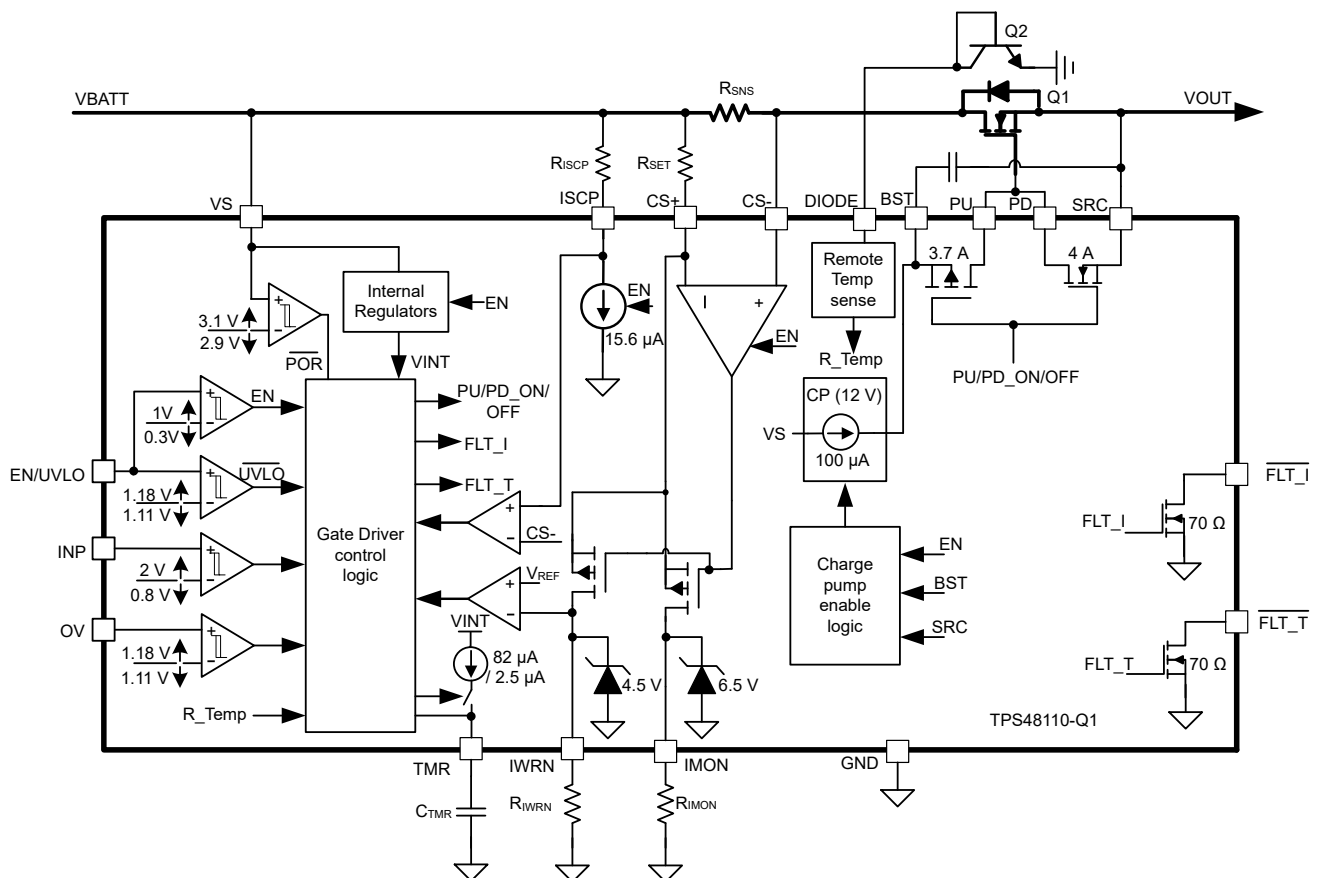 Q2
RSNS
Q1
VBATT
VOUT
RISCP
RSET
VS
ISCP
CS+
CS-
DIODE
BST
PU
PD
SRC
3.7 A
4 A
Remote
Temp
sense
Internal
Regulators
EN
EN
I
+
15.6 µA
EN
+
−
3.1 V
2.9 V
POR
VINT
R_Temp
PU/PD_ON/OFF
CP (12 V)
VS
100 µA
EN
+
−
1V
0.3V
PU/PD_ON/
OFF
FLT_I
FLT_T
EN/UVLO
UVLO
+
−
1.18 V
1.11 V
+
−
CS-
Gate Driver
control
logic
INP
+
−
2 V
0.8 V
VREF
+
−
Charge
pump
enable
logic
EN
BST
SRC
FLT_I
FLT_I
70 Ω
OV
+
−
1.18 V
1.11 V
VINT
82 µA
/ 2.5 µA
4.5 V
6.5 V
FLT_T
FLT_T
70 Ω
R_Temp
TPS48110-Q1
TMR
IWRN
IMON
GND
CTMR
RIWRN
RIMON